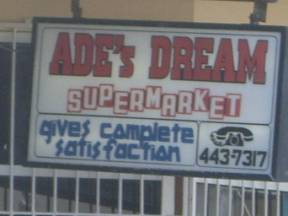 ADE's DREAM
SUPERMARKET
gives complete
satisfaction
443-7317